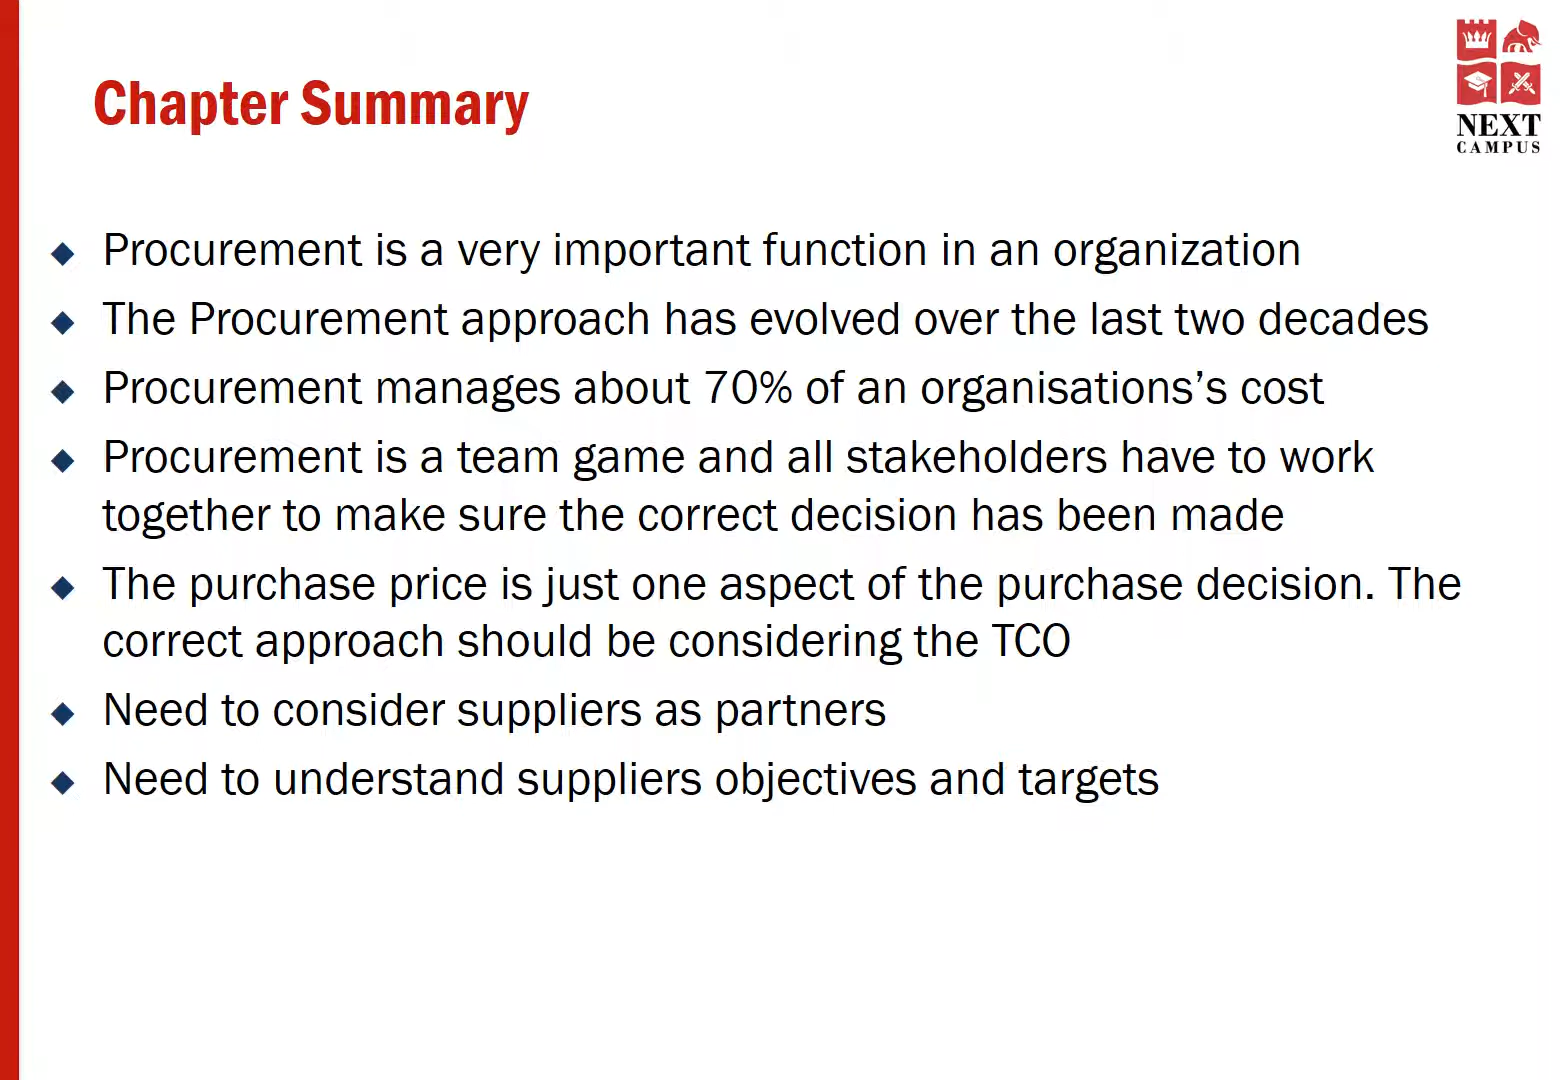 Chapter Summary
NEXT
CAMPUS
Procurement is a very important function in an organization
The Procurement approach has evolved over the last two decades
Procurement manages about 70% of an organisations’s cost
Procurement is a team game and all stakeholders have to work
together to make sure the correct decision has been made
The purchase price is just one aspect of the purchase decision. The
correct approach should be considering the TCO
Need to consider suppliers as partners
Need to understand suppliers objectives and targets